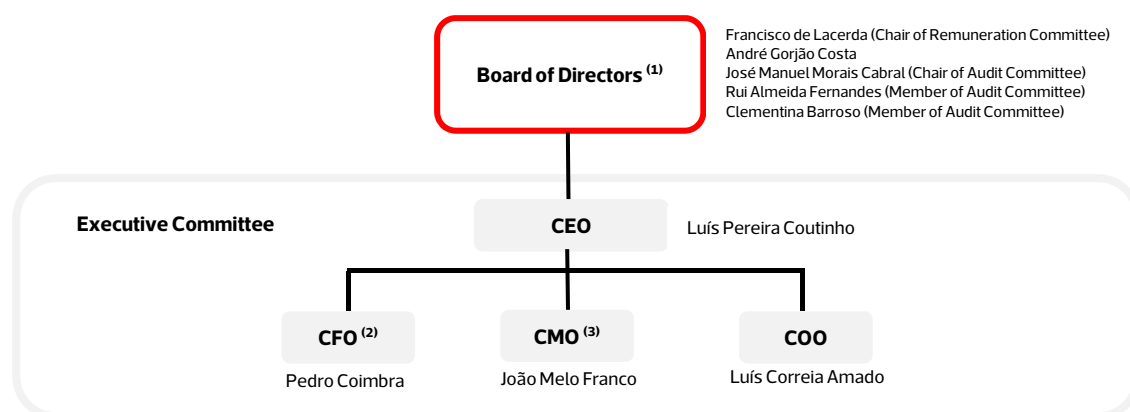 Board of Directors (1)
Francisco de Lacerda (Chair of Remuneration Committee)
André Gorjão Costa
José Manuel Morais Cabral (Chair of Audit Committee)
Rui Almeida Fernandes (Member of Audit Committee)
Clementina Barroso (Member of Audit Committee)
Executive Committee
CEO
Luís Pereira Coutinho
CFO (2)
CMO (3)
COO
Pedro Coimbra
João Melo Franco
Luís Correia Amado